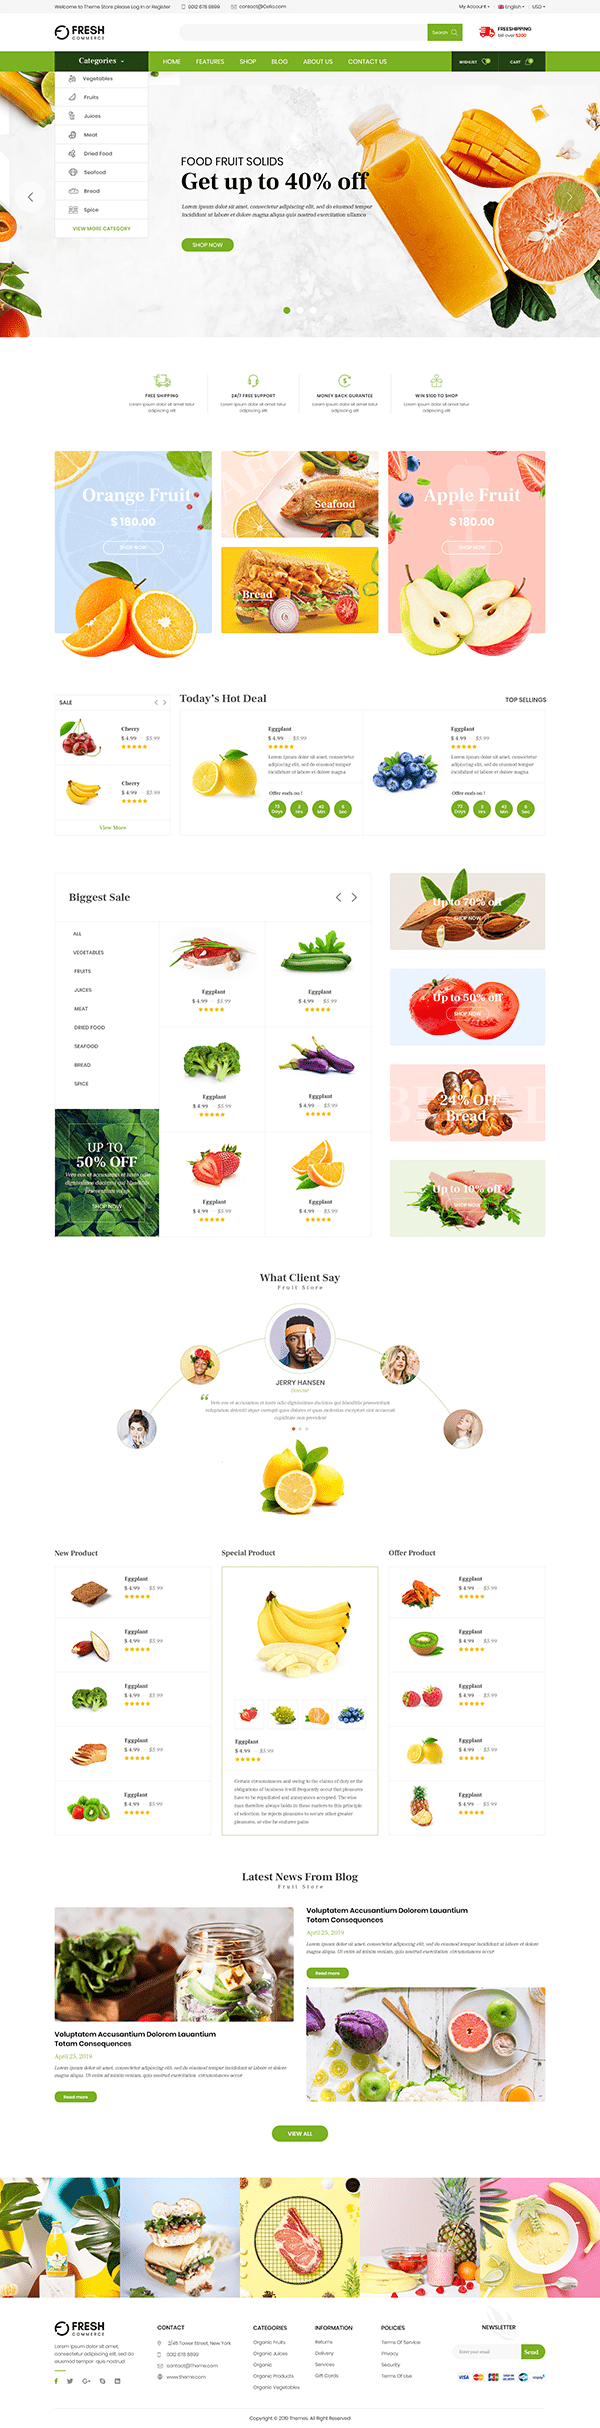 Welcome to Theme Store please Log In or Register
0012 678 8899
contact@Cello.com
My Account
English
USD
FRESH
COMMERCE
Search
FREESHIPPING
bill over $200
Categories
HOME
FEATURES
SHOP
BLOG
ABOUT US
CONTACT US
WISHLIST
CART
Vegetables
Fruits
Juices
Meat
Dried Food
Seafood
Bread
Spice
VIEW MORE CATEGORY
FOOD FRUIT SOLIDS
Get up to 40% off
Lorem ipsum dolor sit amet, consectetur adipiscing elit, sed do eiusmod temper
incididunt ut labore et dolore magna aliqua quis nostrud exercitation ullamco
SHOP NOW
FREE SHIPPING
Lorem ipsum dolor sit amet tetur
adipiscing elit
24/7 FREE SUPPORT
Lorem ipsum dolor sit amet tetur
adipiscing elit
MONEY BACK GURANTEE
Lorem ipsum dolor sit amet tetur
adipiscing elit
WIN $100 TO SHOP
Lorem ipsum dolor sit amet tetur
adipiscing elit
Orange Fruit
$ 180.00
SHOP NOW
Seafood
Bread
Apple Fruit
$ 180.00
SHOP NOW
SALE
Cherry
$ 4.99 - $5.99
Cherry
$ 4.99 - $5.99
View More
Today's Hot Deal
TOP SELLINGS
Eggplant
$ 4.99 - $5.99
Lorem ipsum dolor sit amet, consectetur
adipiscing elit, sed do eiusmod tempor
incididunt ut labore et dolore magna
Offer ends on !
73 Days
2 Hrs
43 Min
6 Sec
Eggplant
$ 4.99 - $5.99
Lorem ipsum dolor sit amet, consectetur
adipiscing elit, sed do eiusmod tempor
incididunt ut labore et dolore magna
Offer ends on !
73 Days
2 Hrs
43 Min
6 Sec
Biggest Sale
ALL
VEGETABLES
FRUITS
JUICES
MEAT
DRIED FOOD
SEAFOOD
BREAD
SPICE
Eggplant
$ 4.99 - $5.99
Eggplant
$ 4.99 - $5.99
Eggplant
$ 4.99 - $5.99
Eggplant
$ 4.99 - $5.99
Eggplant
$ 4.99 - $5.99
Eggplant
$ 4.99 - $5.99
UP TO
50% OFF
Vero eos et accusamus et iusto odio
dignissimos ducimus qui blanditiis
praesentium volup
SHOP NOW
Up to 70% off
SHOP NOW
Up to 50% off
SHOP NOW
BREAD
24% OFF
Bread
Up to 10% off
SHOP NOW
What Client Say
Fruit Store
JERRY HANSEN
Director
Vero eos et accusamus et iusto odio dignissimos ducimus qui blanditiis praesentium
voluptatum deleniti atque corrupti quos dolores et quas molestias excepturi sint occaecati
cupiditate non provident
New Product
Eggplant
$ 4.99 - $5.99
Eggplant
$ 4.99 - $5.99
Eggplant
$ 4.99 - $5.99
Eggplant
$ 4.99 - $5.99
Eggplant
$ 4.99 - $5.99
Special Product
Eggplant
$ 4.99 - $5.99
Certain circumstances and owing to the claims of duty or the
obligations of business it will frequently occur that pleasures
have to be repudiated and annoyances accepted. The wise
man therefore always holds in these matters to this principle
of selection: he rejects pleasures to secure other greater
pleasures, or else he endures pains
Offer Product
Eggplant
$ 4.99 - $5.99
Eggplant
$ 4.99 - $5.99
Eggplant
$ 4.99 - $5.99
Eggplant
$ 4.99 - $5.99
Eggplant
$ 4.99 - $5.99
Latest News From Blog
Fruit Store
Voluptatem Accusantium Dolorem Lauantium
Totam Consequences
April 25, 2019
Lorem ipsum dolor sit amet, consectetur adipiscing elit, sed do eiusmod tempor incididunt ut labore et dolore
magna aliqua. Ut enim ad minim veniam, quis nostrud exercitation circumstances occur
Read more
Voluptatem Accusantium Dolorem Lauantium
Totam Consequences
April 25, 2019
Lorem ipsum dolor sit amet, consectetur adipiscing elit, sed do eiusmod tempor incididunt ut labore et dolore
magna aliqua. Ut enim ad minim veniam, quis nostrud exercitation circumstances occur
Read more
VIEW ALL
FRESH
COMMERCE
Lorem ipsum dolor sit amet,
consectetur adipiscing elit, sed do
eiusmod tempor
CONTACT
2/45 Tower Street, New York
0012 678 8899
contact@Theme.com
www.theme.com
CATEGORIES
Organic Fruits
Organic Juices
Organic
Organic Products
Organic Vegetables
INFORMATION
Returns
Delivery
Services
Gift Cards
POLICIES
Terms Of Service
Privacy
Security
Terms Of Use
NEWSLETTER
Enter your email
Send
VISA
Copyright © 2019 Themes. All Right Reserved